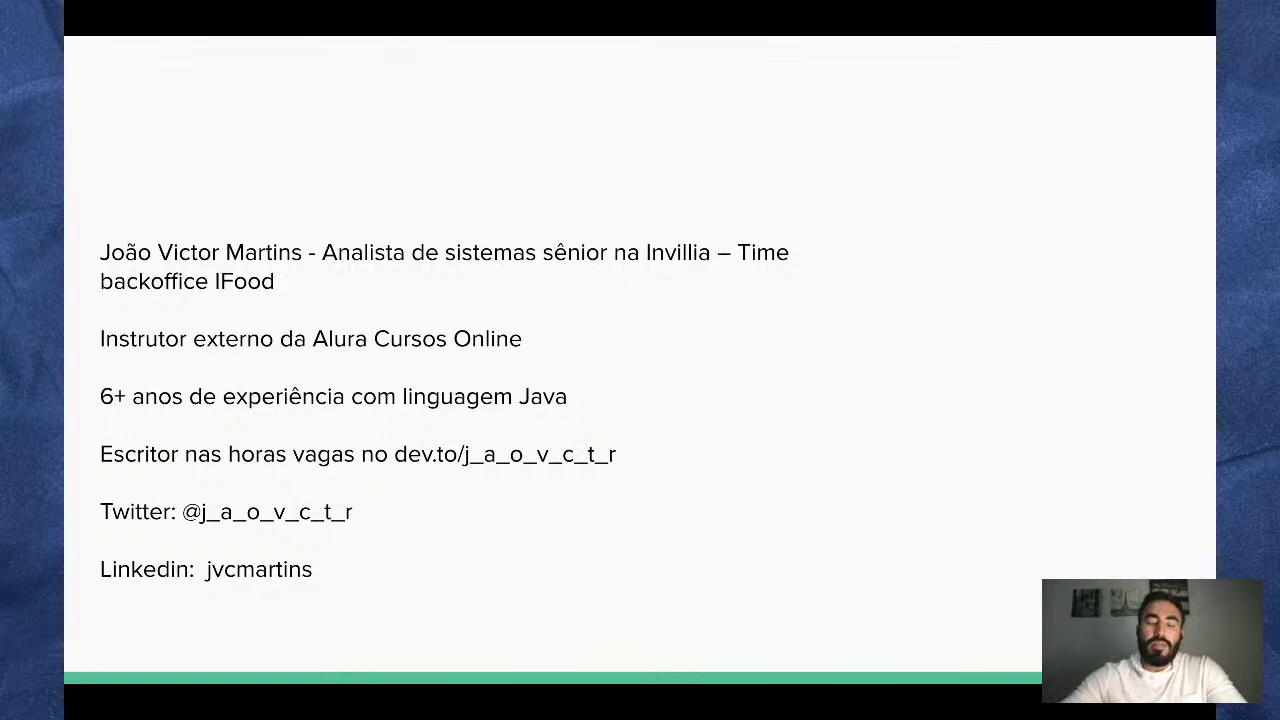 João Victor Martins - Analista de sistemas sênior na Invillia – Time
backoffice IFood
Instrutor externo da Alura Cursos Online
6+ anos de experiência com linguagem Java
Escritor nas horas vagas no dev.to/j_a_o_v_c_t_r
Twitter: @j_a_o_v_c_t_r
Linkedin:  jvcmartins